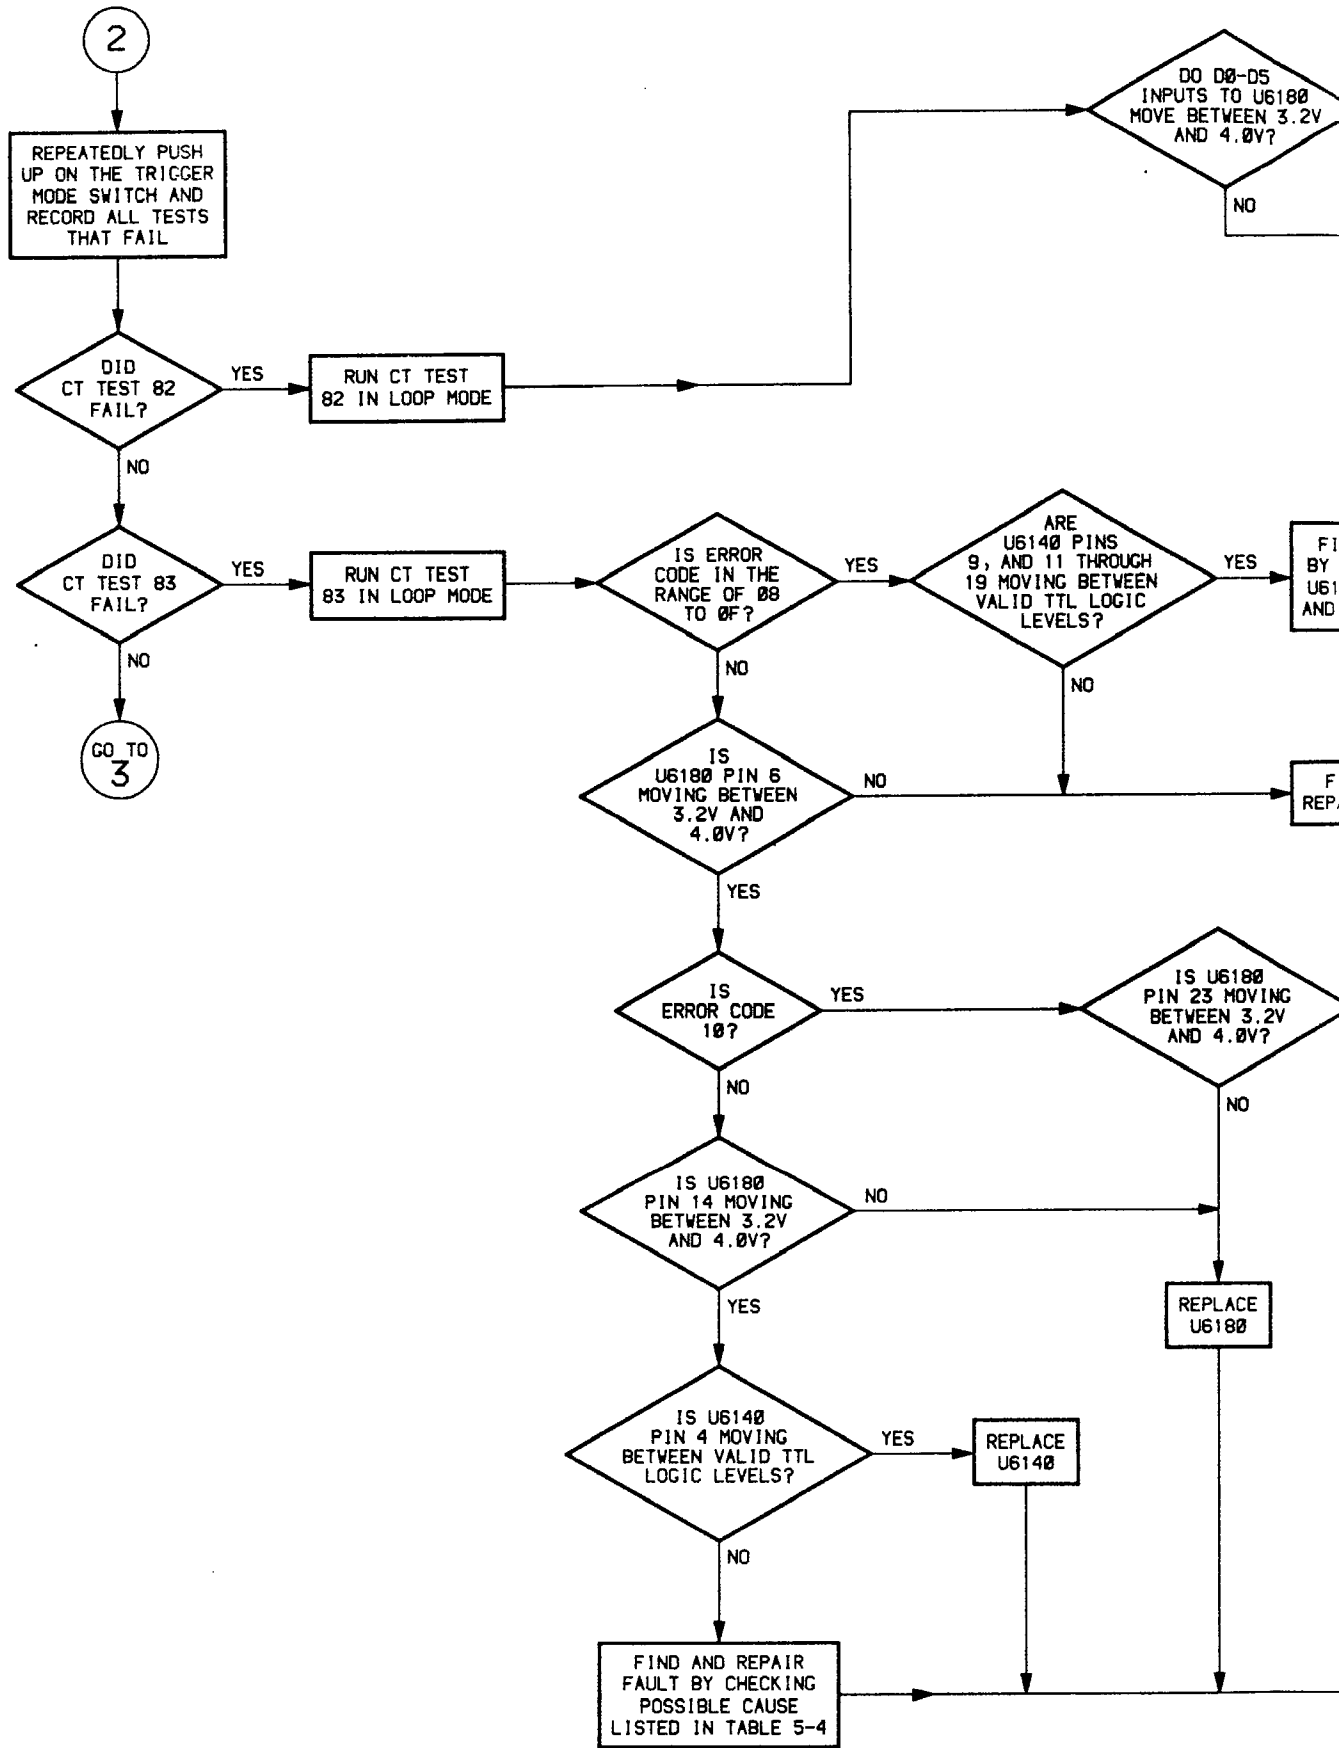 2
REPEATEDLY PUSH
UP ON THE TRIGGER
MODE SWITCH AND
RECORD ALL TESTS
THAT FAIL
DO D0-D5
INPUTS TO U6180
MOVE BETWEEN 3.2V
AND 4.0V?
NO
DID
CT TEST 82
FAIL?
YES
RUN CT TEST
82 IN LOOP MODE
NO
DID
CT TEST 83
FAIL?
YES
RUN CT TEST
83 IN LOOP MODE
IS ERROR
CODE IN THE
RANGE OF 08
TO 0F?
YES
ARE
U6140 PINS
9, AND 11 THROUGH
19 MOVING BETWEEN
VALID TTL LOGIC
LEVELS?
YES
FI
BY
U61
AND
NO
NO
NO
GO TO
3
IS
U6180 PIN 6
MOVING BETWEEN
3.2V AND
4.0V?
NO
F
REPA
YES
IS
ERROR CODE
10?
YES
IS U6180
PIN 23 MOVING
BETWEEN 3.2V
AND 4.0V?
NO
NO
IS U6180
PIN 14 MOVING
BETWEEN 3.2V
AND 4.0V?
NO
YES
REPLACE
U6180
IS U6140
PIN 4 MOVING
BETWEEN VALID TTL
LOGIC LEVELS?
YES
REPLACE
U6140
NO
FIND AND REPAIR
FAULT BY CHECKING
POSSIBLE CAUSE
LISTED IN TABLE 5-4